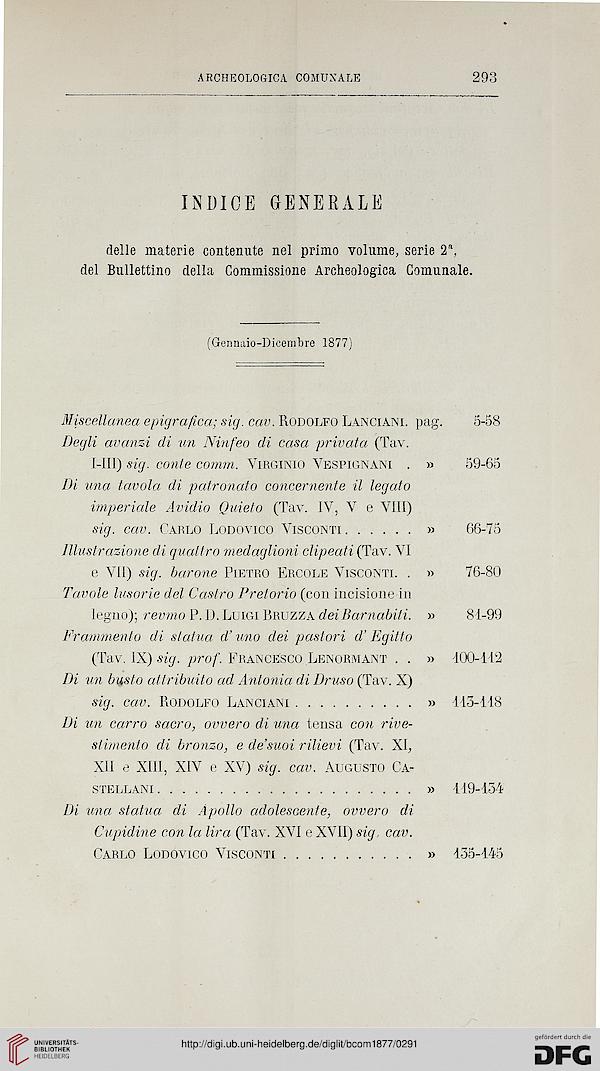 ARCHEOLOGICA COMUNALE 293
INDICE GENERALE
delle materie contenute nel primo volume, serie 2ª,
del Bullettino della Commissione Archeologica Comunale.
(Gennaio-Dicembre 1877)
Miscellanea epigrafica; sig. cav. RODOLFO LANCIANI. pag. 5-58
Degli avanzi di un Ninfeo di casa privata (Tav.
I-III) sig. conte comm. VIRGINIO VESPIGNANI . » 59-65
Di una tavola di patronato concernente il legato
imperiale Avidio Quieto (Tav. IV, V e VIII)
sig. cav. CARLO LODOVICO VISCONTI . . . . . . » 66-75
Illustrazione di quattro medaglioni clipeati (Tav. VI
e VII) sig. barone PIETRO ERCOLE VISCONTI. . » 76-80
Tavole lusorie del Castro Pretorio (con incisione in
legno); revmo P. D. LUIGI BRUZZA dei Barnabiti. » 81-99
Frammento di statua d'uno dei pastori d'Egitto
(Tav. IX) sig. prof. FRANCESCO LENORMANT . . » 100-112
Di un busto attribuito ad Antonia di Druso (Tav. X)
sig. cav. RODOLFO LANCIANI . . . . . . . . . . » 113-118
Di un carro sacro, ovvero di una tensa con rive-
stimento di bronzo, e de'suoi rilievi (Tav. XI,
XII e XIII, XIV e XV) sig. cav. AUGUSTO CA-
STELLANI . . . . . . . . . . . . . . . . . . . . . » 119-134
Di una statua di Apollo adolescente, ovvero di
Cupidine con la lira (Tav. XVI e XVII) sig. cav.
CARLO LODOVICO VISCONTI . . . . . . . . . . . » 135-145
UNIVERSITÄTS-
BIBLIOTHEK
HEIDELBERG
http://digi.ub.uni-heidelberg.de/diglit/bcom1877/0291
gefördert durch die
DFG